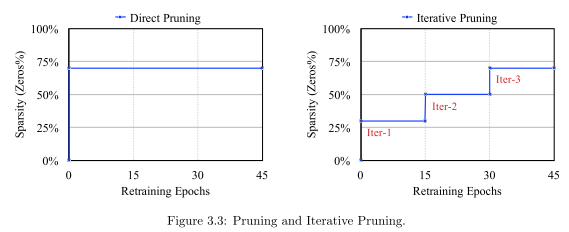 Direct Pruning
100%
75%
50%
25%
0%
Sparsity (Zeros%)
0 15 30 45
Retraining Epochs
Iterative Pruning
100%
75%
50%
25%
0%
Sparsity (Zeros%)
Iter-1
Iter-2
Iter-3
0 15 30 45
Retraining Epochs
Figure 3.3: Pruning and Iterative Pruning.